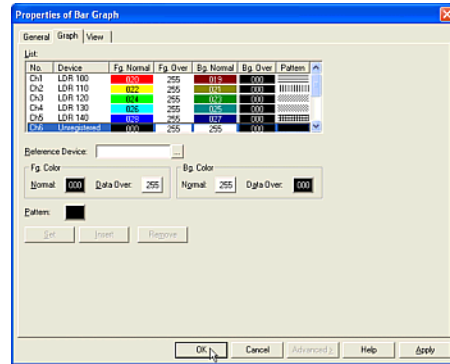 Properties of Bar Graph
General Graph View
List:
No. Device Fg. Normal Fg. Over Bg. Normal Bg. Over Pattern
Ch1 LDR 100 020 255 019 000
Ch2 LDR 110 022 255 021 000
Ch3 LDR 120 024 255 023 000
Ch4 LDR 130 026 255 025 000
Ch5 LDR 140 028 255 027 000
Ch6 Unregistered 000 255 255 000
Reference Device: ...
Fg. Color Bg. Color
Normal: 000 Data Over: 255 Normal: 255 Data Over: 000
Pattern:
Set Insert Remove
OK Cancel Advanced > Help Apply